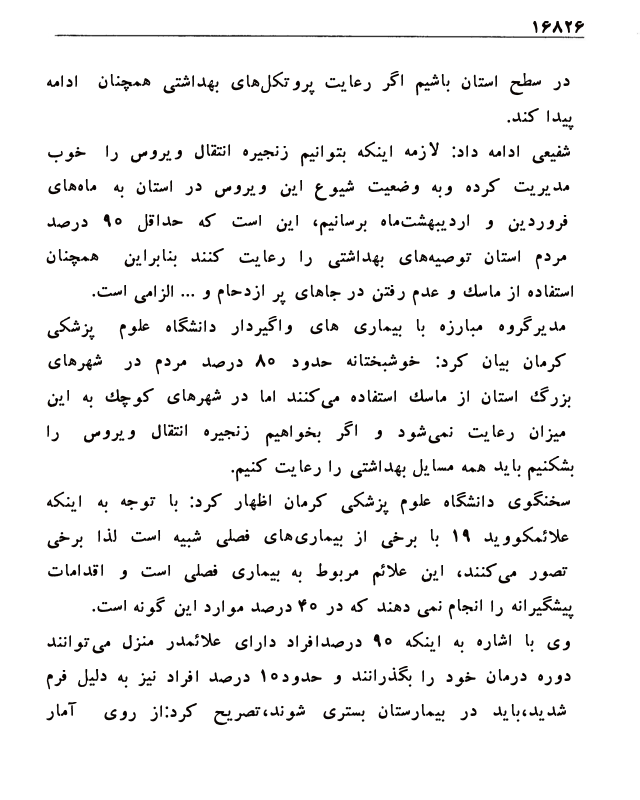 ۱۶۸۲۶
در سطح استان باشیم اگر رعایت پروتکل‌های بهداشتی همچنان ادامه
پیدا کند.
شفیعی ادامه داد: لازمه اینکه بتوانیم زنجیره انتقال ویروس را خوب
مدیریت کرده وبه وضعیت شیوع این ویروس در استان به ماه‌های
فروردین و اردیبهشت‌ماه برسانیم، این است که حداقل ۹۰ درصد
مردم استان توصیه‌های بهداشتی را رعایت کنند بنابراین همچنان
استفاده از ماسک و عدم رفتن در جاهای پر ازدحام و ... الزامی است.
مدیرگروه مبارزه با بیماری های واگیردار دانشگاه علوم پزشکی
کرمان بیان کرد: خوشبختانه حدود ۸۰ درصد مردم در شهرهای
بزرگ استان از ماسک استفاده می‌کنند اما در شهرهای کوچک به این
میزان رعایت نمی‌شود و اگر بخواهیم زنجیره انتقال ویروس را
بشکنیم باید همه مسایل بهداشتی را رعایت کنیم.
سخنگوی دانشگاه علوم پزشکی کرمان اظهار کرد: با توجه به اینکه
علائمکووید ۱۹ با برخی از بیماری‌های فصلی شبیه است لذا برخی
تصور می‌کنند، این علائم مربوط به بیماری فصلی است و اقدامات
پیشگیرانه را انجام نمی دهند که در ۴۰ درصد موارد این گونه است.
وی با اشاره به اینکه ۹۰ درصدافراد دارای علائمدر منزل می‌توانند
دوره درمان خود را بگذرانند و حدود۱۰ درصد افراد نیز به دلیل فرم
شدید،باید در بیمارستان بستری شوند،تصریح کرد:از روی آمار